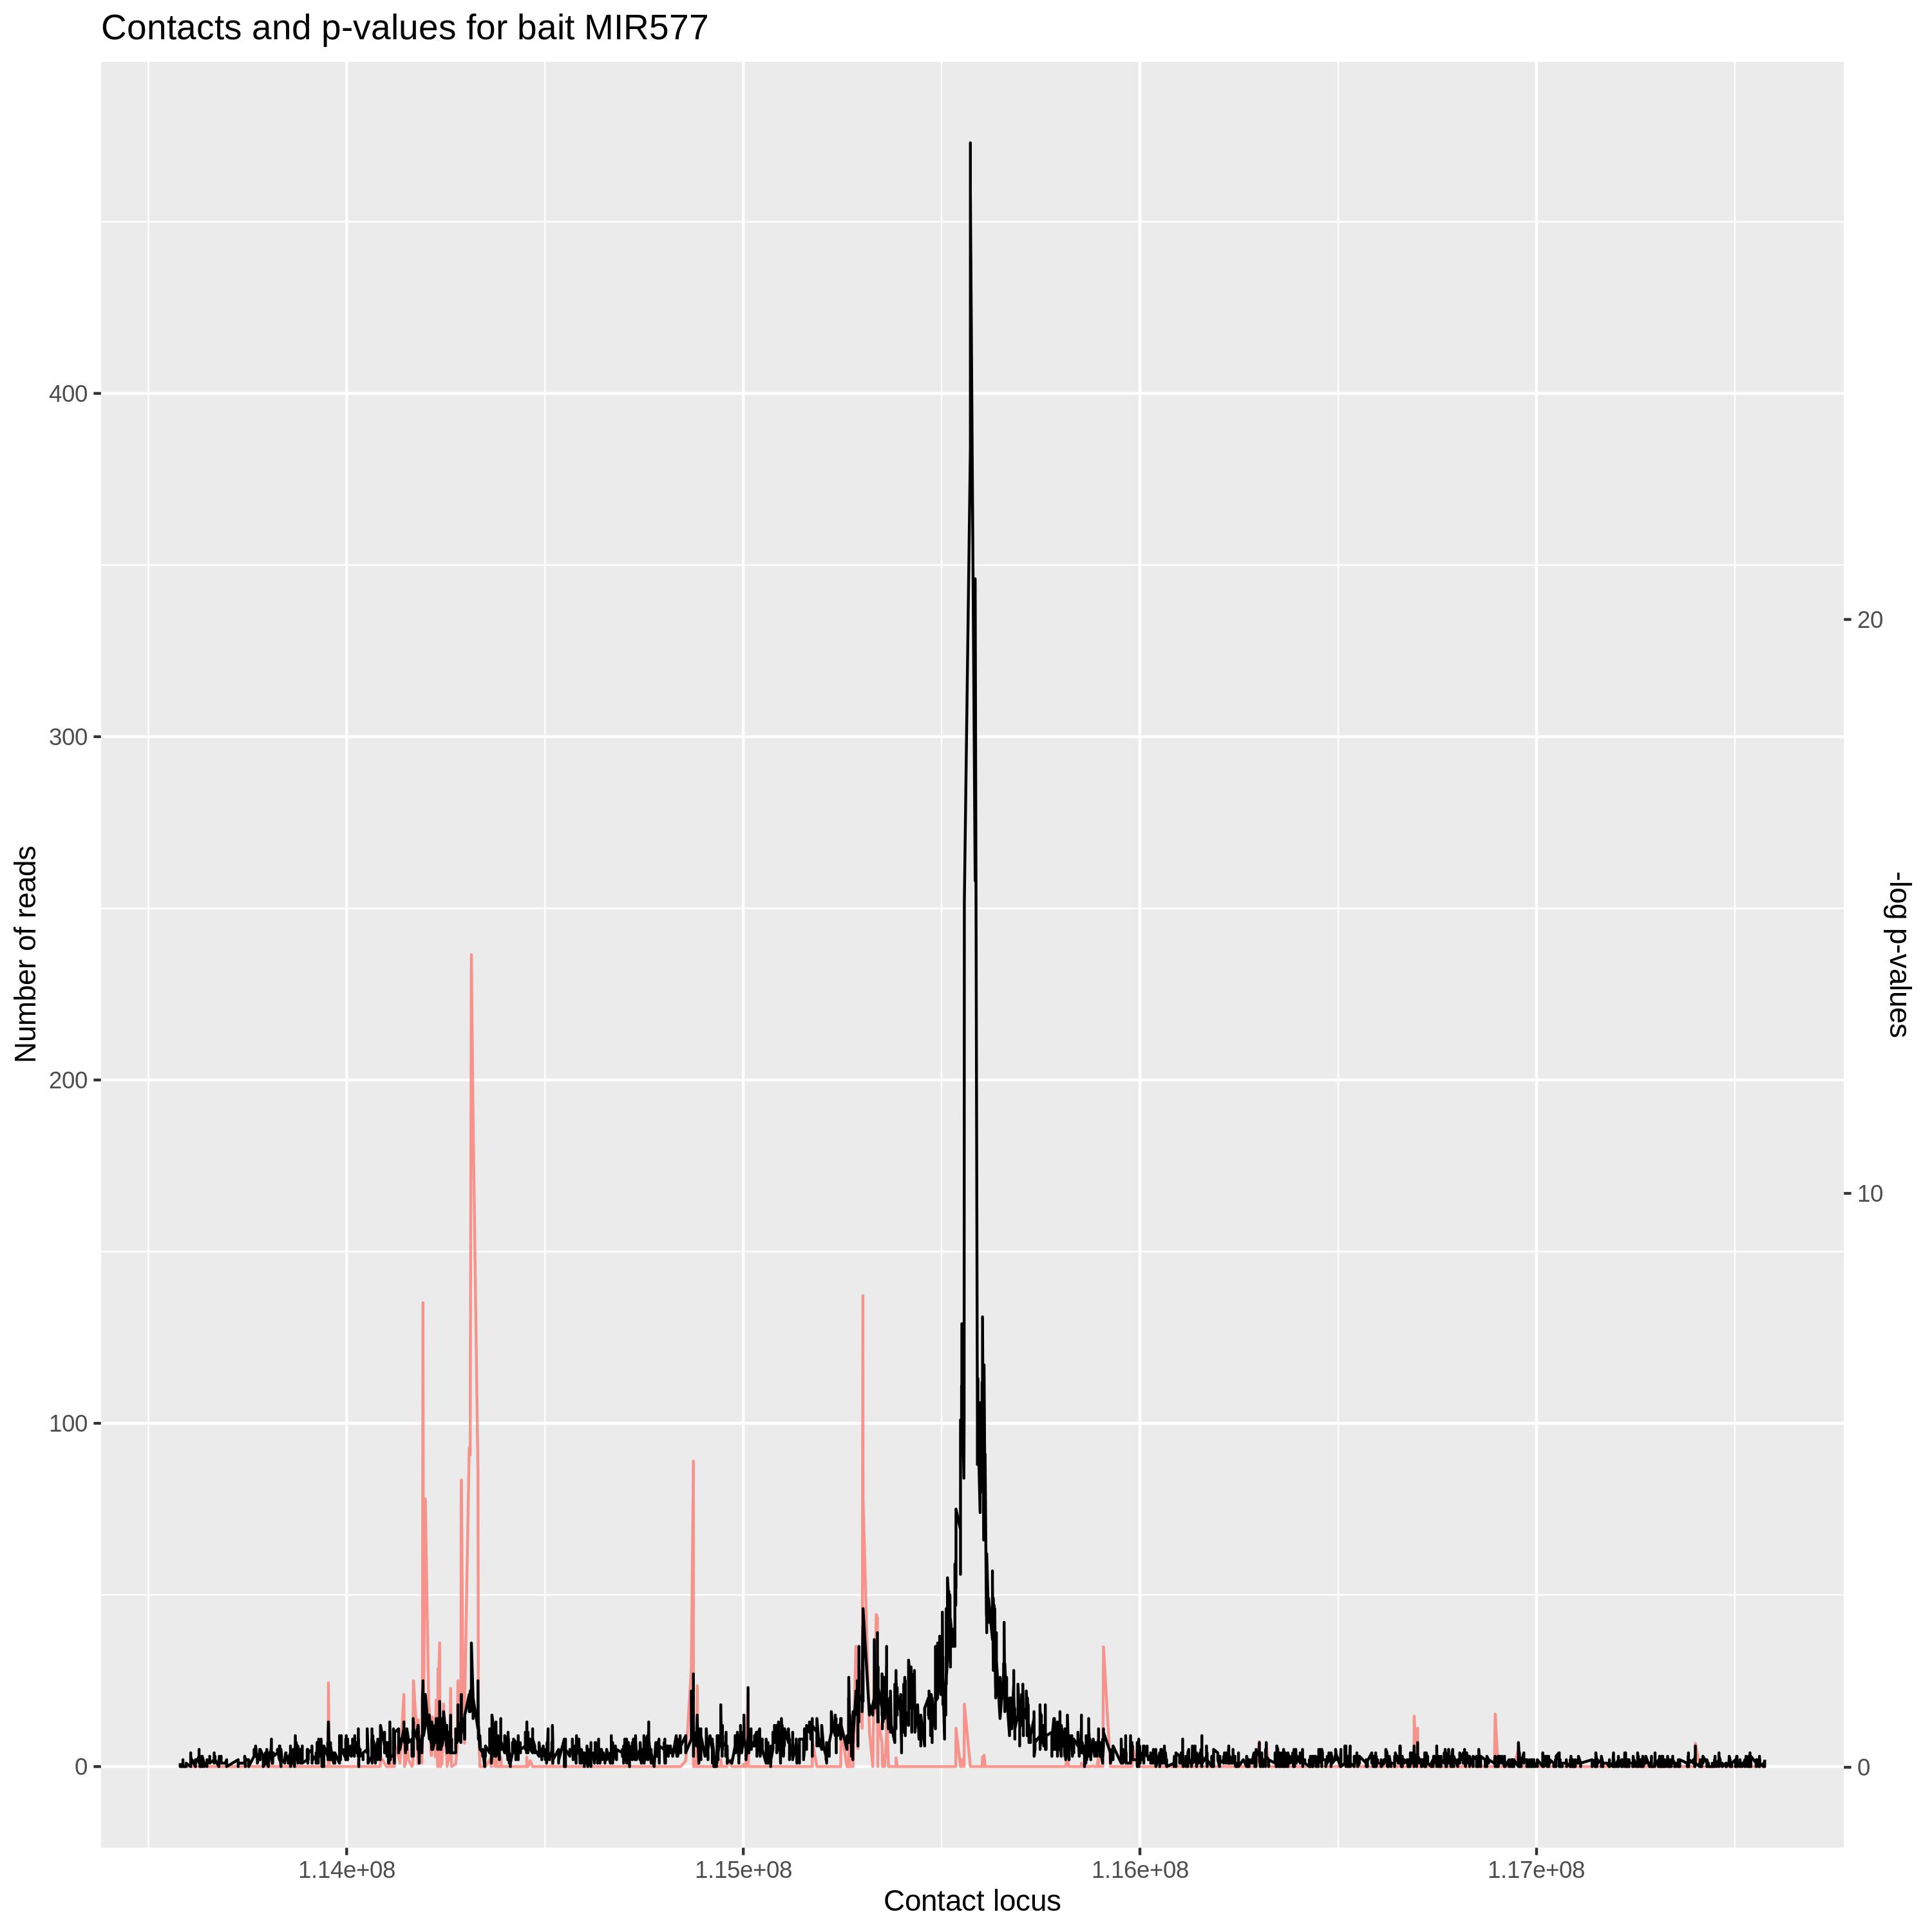 Contacts and p-values for bait MIR577
Number of reads
400
300
200
100
0
20
10
0
-log p-values
1.14e+08
1.15e+08
1.16e+08
1.17e+08
Contact locus